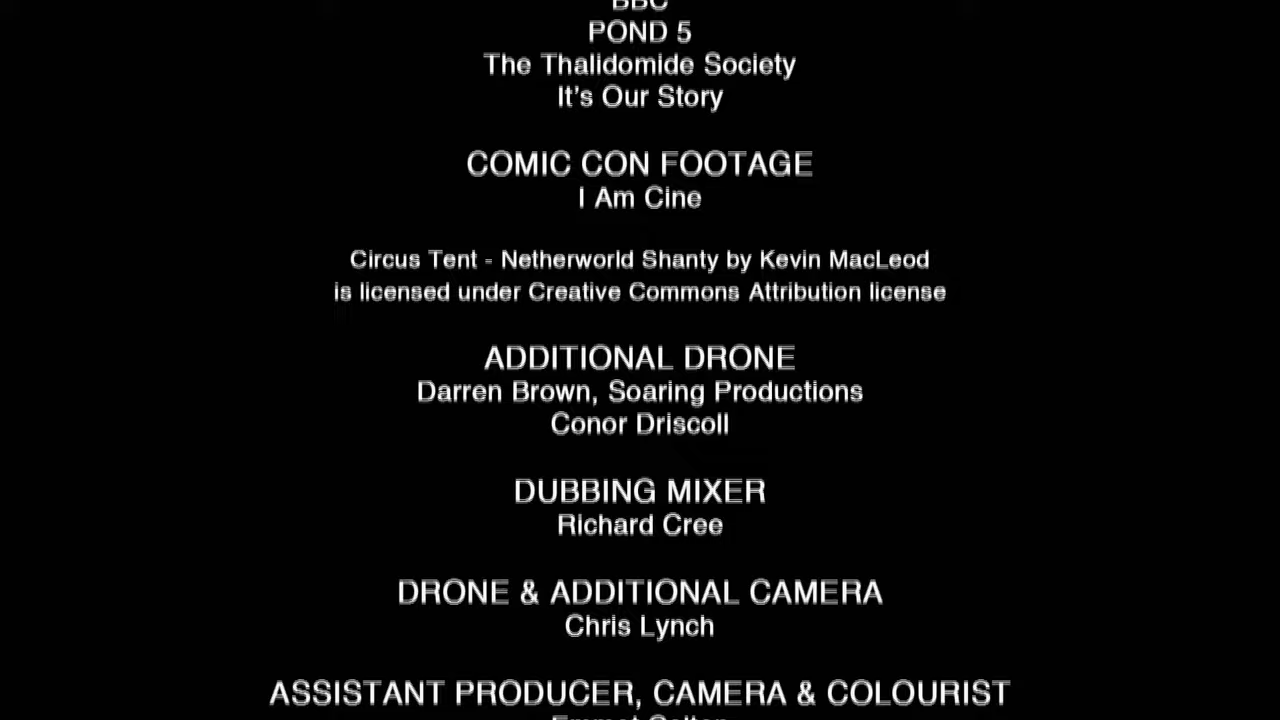 BBC
POND 5
The Thalidomide Society
It’s Our Story
COMIC CON FOOTAGE
I Am Cine
Circus Tent - Netherworld Shanty by Kevin MacLeod
is licensed under Creative Commons Attribution license
ADDITIONAL DRONE
Darren Brown, Soaring Productions
Conor Driscoll
DUBBING MIXER
Richard Cree
DRONE & ADDITIONAL CAMERA
Chris Lynch
ASSISTANT PRODUCER, CAMERA & COLOURIST